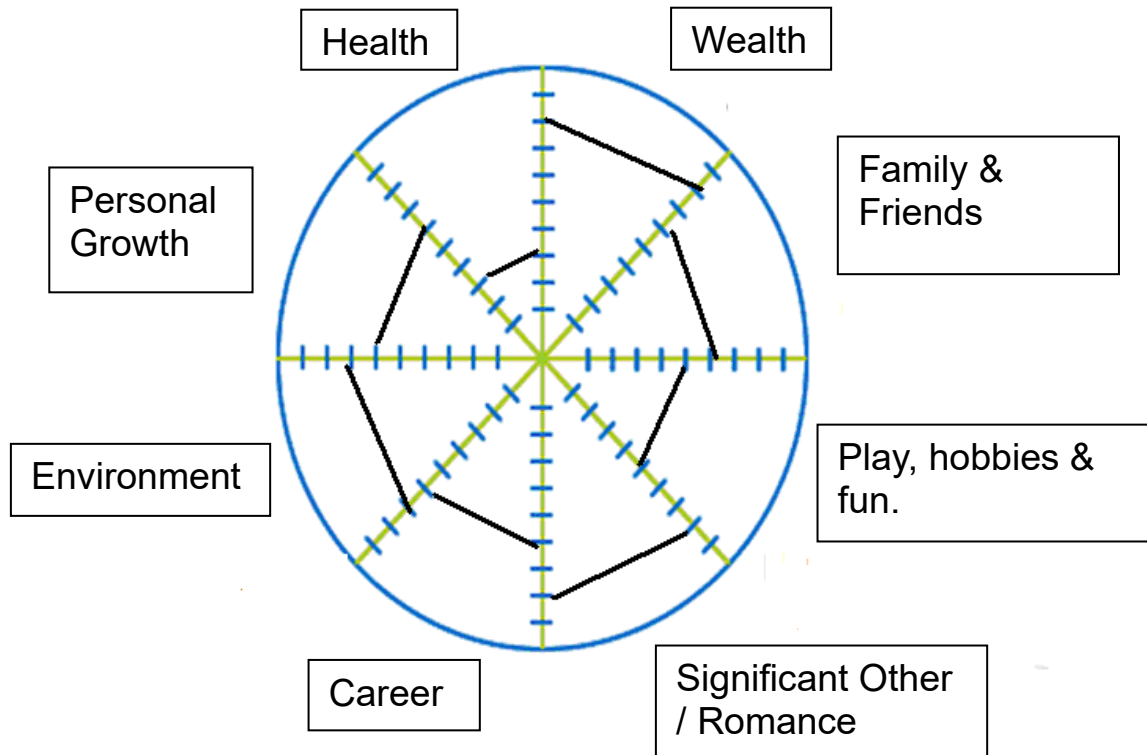 Health
Wealth
Family &
Friends
Personal
Growth
Environment
Play, hobbies &
fun.
Career
Significant Other
/ Romance